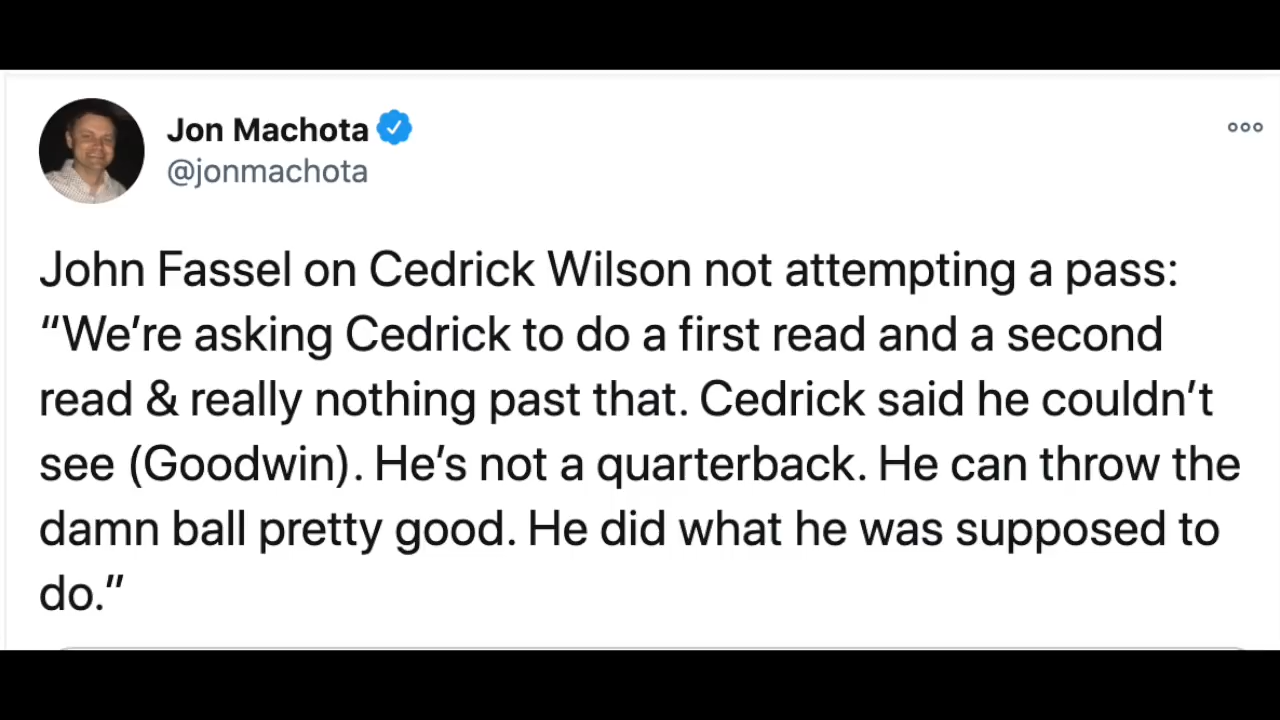 Jon Machota
@jonmachota
John Fassel on Cedrick Wilson not attempting a pass:
“We’re asking Cedrick to do a first read and a second
read & really nothing past that. Cedrick said he couldn’t
see (Goodwin). He’s not a quarterback. He can throw the
damn ball pretty good. He did what he was supposed to
do.”